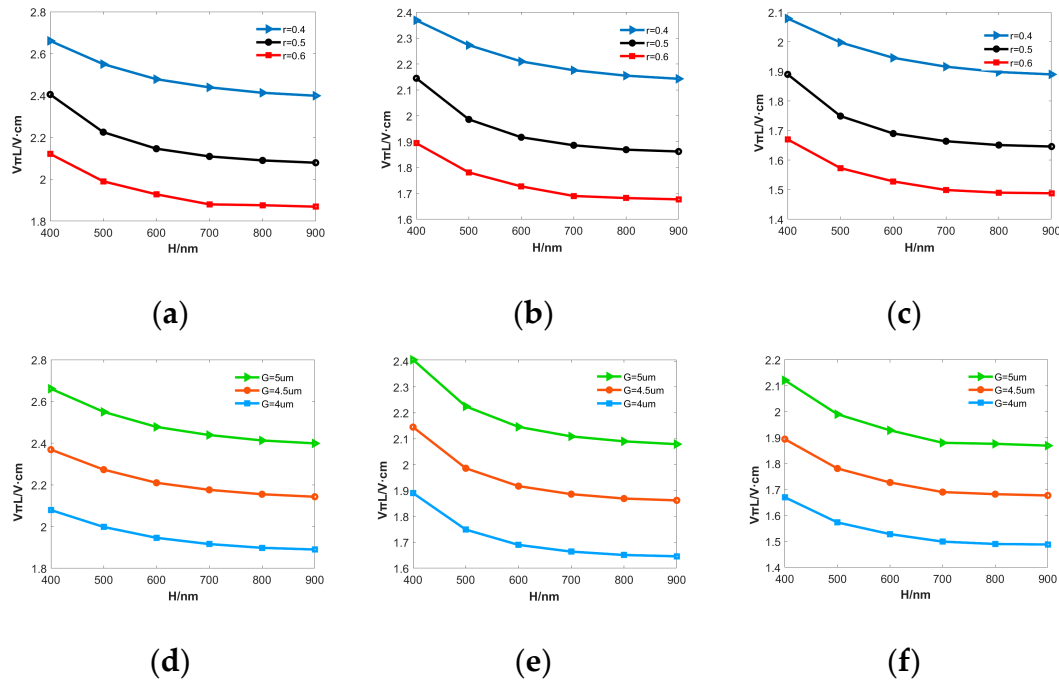 2.8
2.6
2.4
2.2
2
1.8
VπL/V·cm
r=0.4
r=0.5
r=0.6
400 500 600 700 800 900
H/nm
(a)
2.4
2.3
2.2
2.1
2
1.9
1.8
1.7
1.6
VπL/V·cm
r=0.4
r=0.5
r=0.6
400 500 600 700 800 900
H/nm
(b)
2.1
2
1.9
1.8
1.7
1.6
1.5
1.4
VπL/V·cm
r=0.4
r=0.5
r=0.6
400 500 600 700 800 900
H/nm
(c)
2.8
2.6
2.4
2.2
2
1.8
VπL/V·cm
G=5um
G=4.5um
G=4um
400 500 600 700 800 900
H/nm
(d)
2.4
2.3
2.2
2.1
2
1.9
1.8
1.7
1.6
VπL/V·cm
G=5um
G=4.5um
G=4um
400 500 600 700 800 900
H/nm
(e)
2.2
2.1
2
1.9
1.8
1.7
1.6
1.5
1.4
VπL/V·cm
G=5um
G=4.5um
G=4um
400 500 600 700 800 900
H/nm
(f)